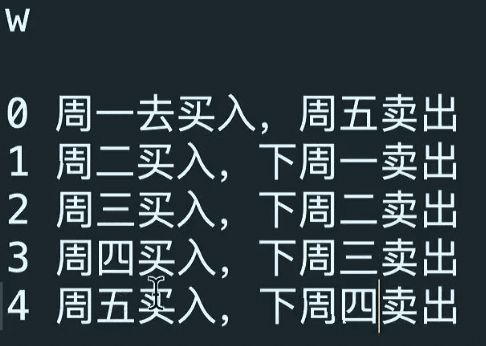 w
0 周一去买入，周五卖出
1 周二买入，下周一卖出
2 周三买入，下周二卖出
3 周四买入，下周三卖出
4 周五买入，下周四卖出